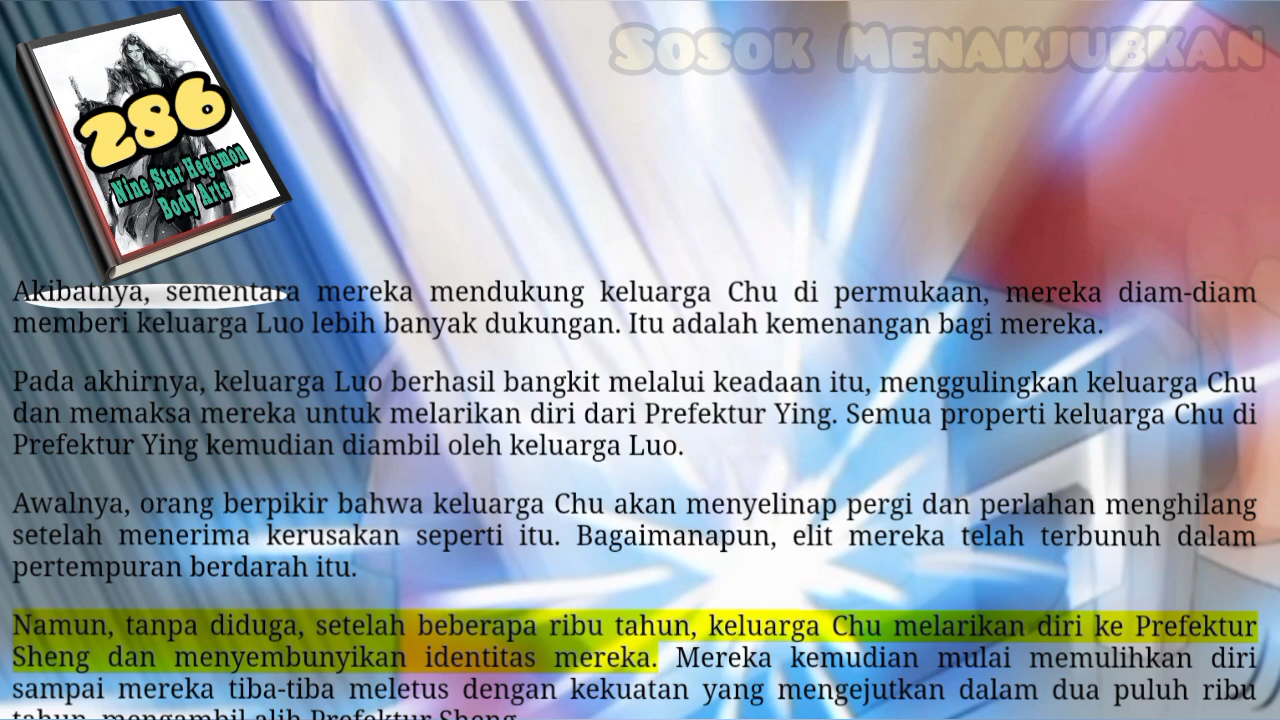 Sosok Menakjubkan
286
Nine Star Hegemon
Body Arts
Akibatnya, sementara mereka mendukung keluarga Chu di permukaan, mereka diam-diam
memberi keluarga Luo lebih banyak dukungan. Itu adalah kemenangan bagi mereka.
Pada akhirnya, keluarga Luo berhasil bangkit melalui keadaan itu, menggulingkan keluarga Chu
dan memaksa mereka untuk melarikan diri dari Prefektur Ying. Semua properti keluarga Chu di
Prefektur Ying kemudian diambil oleh keluarga Luo.
Awalnya, orang berpikir bahwa keluarga Chu akan menyelinap pergi dan perlahan menghilang
setelah menerima kerusakan seperti itu. Bagaimanapun, elit mereka telah terbunuh dalam
pertempuran berdarah itu.
Namun, tanpa diduga, setelah beberapa ribu tahun, keluarga Chu melarikan diri ke Prefektur
Sheng dan menyembunyikan identitas mereka. Mereka kemudian mulai memulihkan diri
sampai mereka tiba-tiba meletus dengan kekuatan yang mengejutkan dalam dua puluh ribu
tahun, mengambil alih Prefektur Sheng.